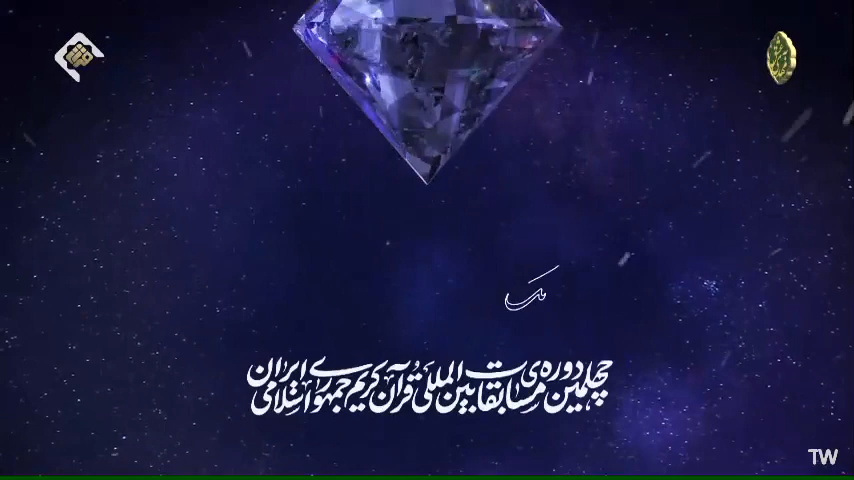 چهلمین دوره‌ی مسابقات بین المللی قرآن کریم جمهوری اسلامی ایران
TW